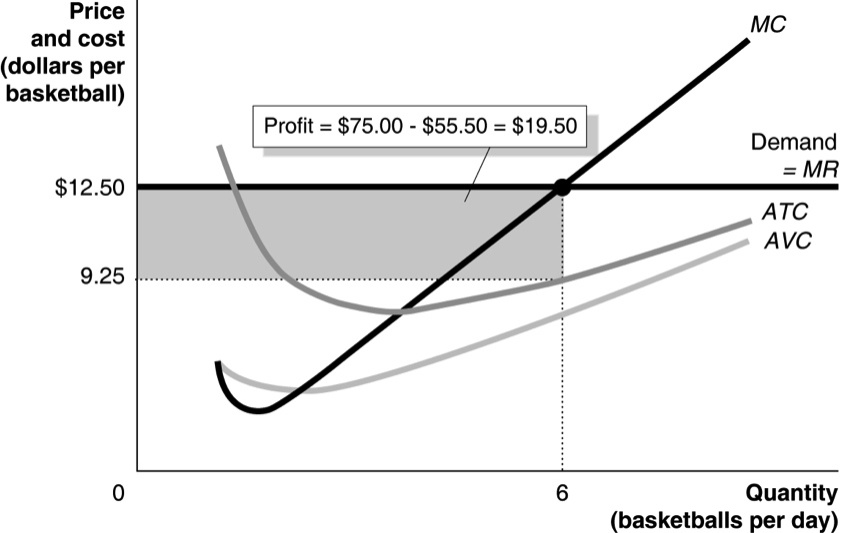 Price
and cost
(dollars per
basketball)
MC
Profit = $75.00 - $55.50 = $19.50
Demand
= MR
$12.50
ATC
AVC
9.25
0
6
Quantity
(basketballs per day)